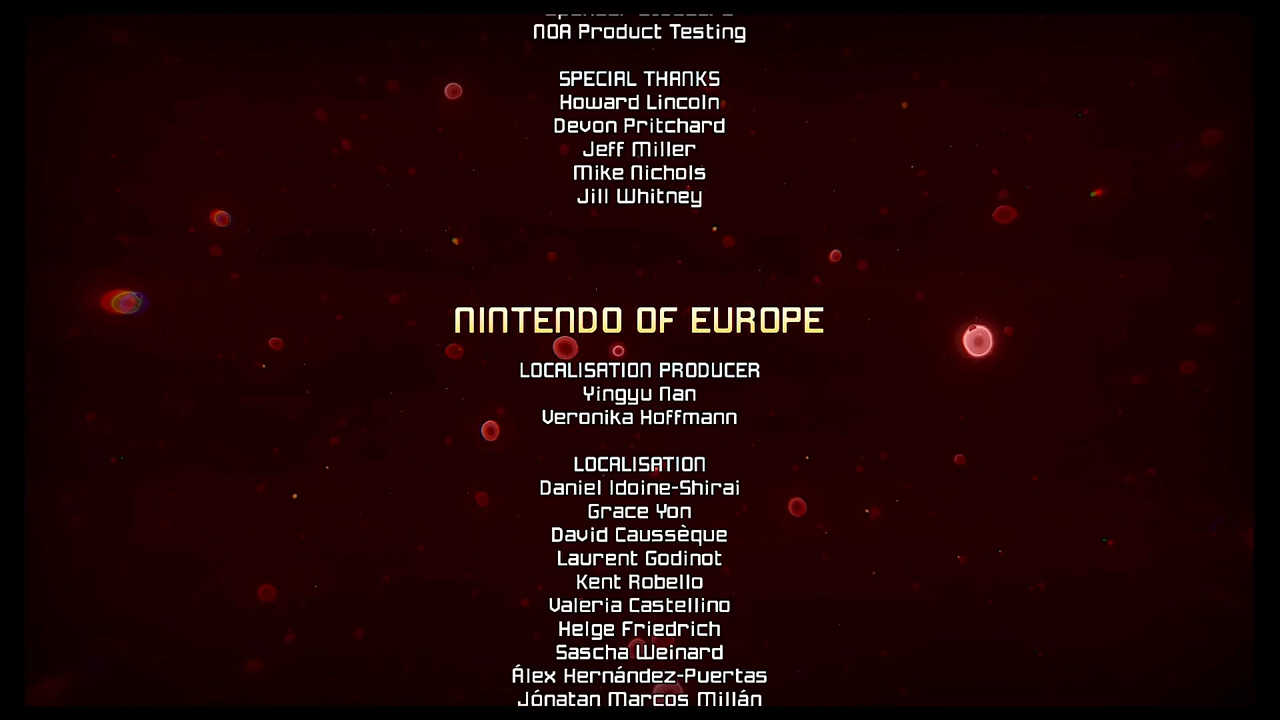 NOA Product Testing
SPECIAL THANKS
Howard Lincoln
Devon Pritchard
Jeff Miller
Mike Nichols
Jill Whitney
NINTENDO OF EUROPE
LOCALISATION PRODUCER
Yingyu Nan
Veronika Hoffmann
LOCALISATION
Daniel Idoine-Shirai
Grace Yon
David Caussèque
Laurent Godinot
Kent Robello
Valeria Castellino
Helge Friedrich
Sascha Weinard
Álex Hernández-Puertas
Jónatan Marcos Millán